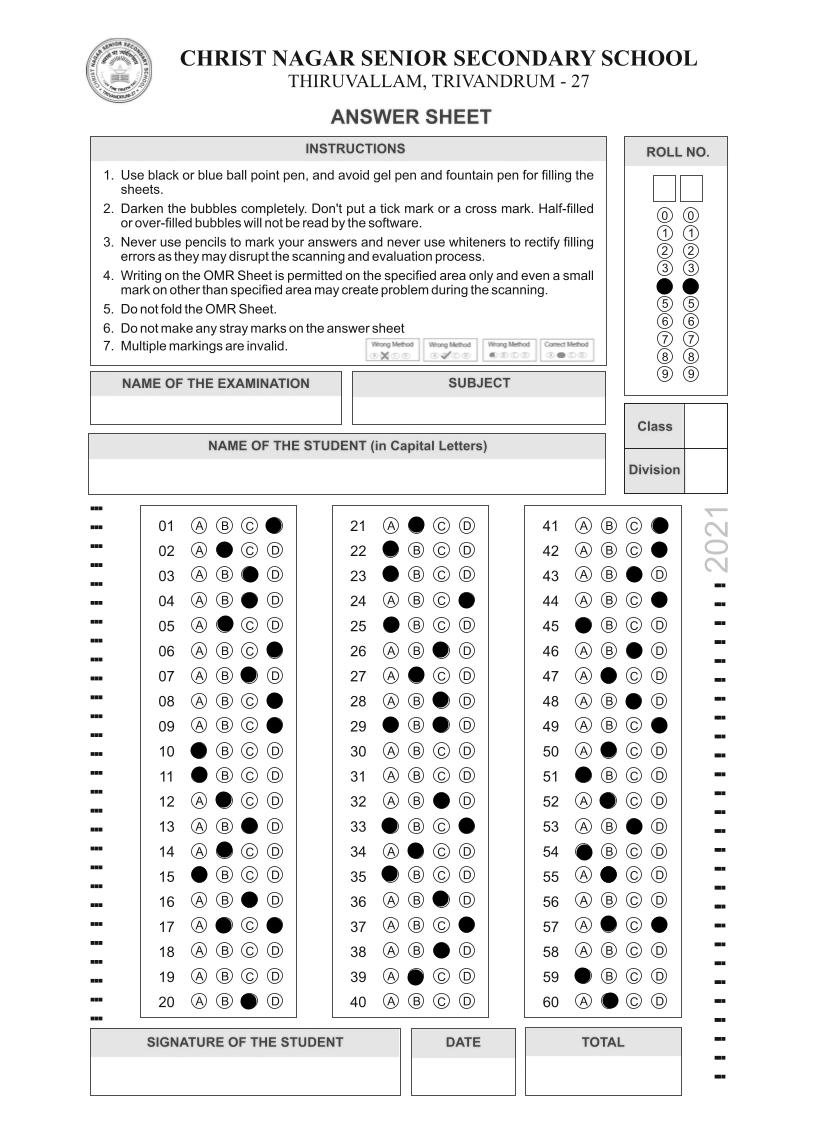 CHRIST NAGAR SENIOR SECONDARY SCHOOL
THIRUVALLAM, TRIVANDRUM - 27
ANSWER SHEET
INSTRUCTIONS
1. Use black or blue ball point pen, and avoid gel pen and fountain pen for filling the
sheets.
2. Darken the bubbles completely. Don't put a tick mark or a cross mark. Half-filled
or over-filled bubbles will not be read by the software.
3. Never use pencils to mark your answers and never use whiteners to rectify filling
errors as they may disrupt the scanning and evaluation process.
4. Writing on the OMR Sheet is permitted on the specified area only and even a small
mark on other than specified area may create problem during the scanning.
5. Do not fold the OMR Sheet.
6. Do not make any stray marks on the answer sheet
7. Multiple markings are invalid.
Wrong Method Wrong Method Wrong Method Correct Method
ROLL NO.
0 0
1 1
2 2
3 3
5 5
6 6
7 7
8 8
9 9
NAME OF THE EXAMINATION
SUBJECT
Class
NAME OF THE STUDENT (in Capital Letters)
Division
2021
01 A B C
02 A C D
03 A B D
04 A B D
05 A C D
06 A B C
07 A B D
08 A B C
09 A B C
10 B C D
11 B C D
12 A C D
13 A B D
14 A C D
15 B C D
16 A B D
17 A C
18 A B C D
19 A B C D
20 A B D
21 A C D
22 B C D
23 B C D
24 A B C
25 B C D
26 A B D
27 A C D
28 A B D
29 B D
30 A B C D
31 A B C D
32 A B D
33 B C
34 A C D
35 B C D
36 A B D
37 A B C
38 A B D
39 A C D
40 A B C D
41 A B C
42 A B C
43 A B D
44 A B C
45 B C D
46 A B D
47 A C D
48 A B D
49 A B C
50 A C D
51 B C D
52 A C D
53 A B D
54 B C D
55 A C D
56 A B C D
57 A C
58 A B C D
59 B C D
60 A C D
SIGNATURE OF THE STUDENT
DATE
TOTAL